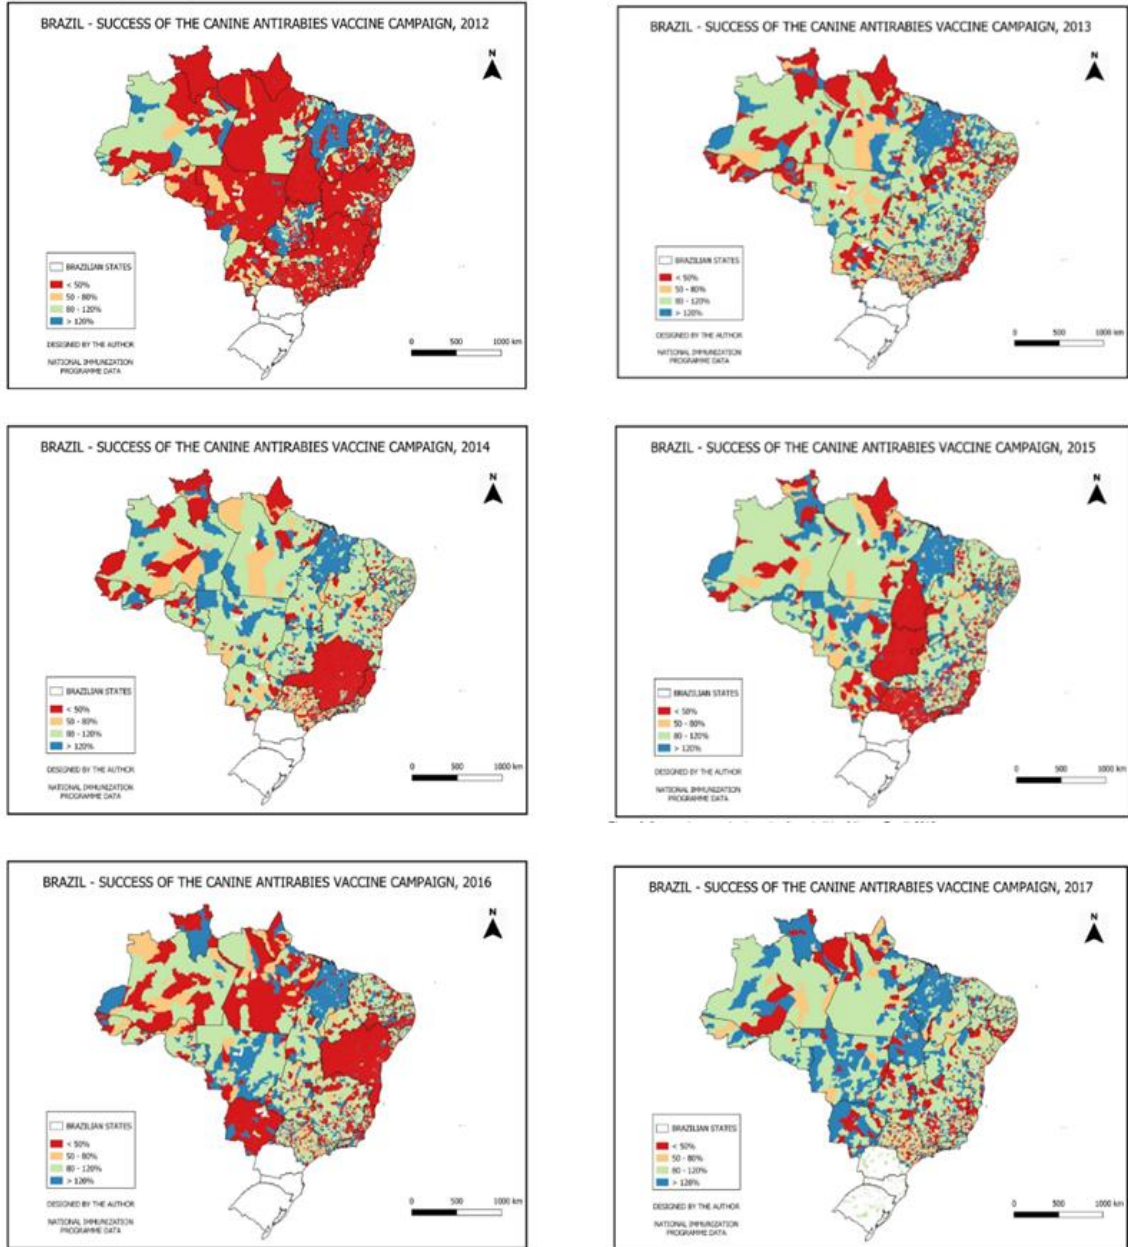 BRAZIL - SUCCESS OF THE CANINE ANTIRABIES VACCINE CAMPAIGN, 2012
N
BRAZILIAN STATES
< 50%
50 - 80%
80 - 120%
> 120%
DESIGNED BY THE AUTHOR
NATIONAL IMMUNIZATION
PROGRAMME DATA
0 500 1000 km
BRAZIL - SUCCESS OF THE CANINE ANTIRABIES VACCINE CAMPAIGN, 2013
N
BRAZILIAN STATES
< 50%
50 - 80%
80 - 120%
> 120%
DESIGNED BY THE AUTHOR
NATIONAL IMMUNIZATION
PROGRAMME DATA
0 500 1000 km
BRAZIL - SUCCESS OF THE CANINE ANTIRABIES VACCINE CAMPAIGN, 2014
N
BRAZILIAN STATES
< 50%
50 - 80%
80 - 120%
> 120%
DESIGNED BY THE AUTHOR
NATIONAL IMMUNIZATION
PROGRAMME DATA
0 500 1000 km
BRAZIL - SUCCESS OF THE CANINE ANTIRABIES VACCINE CAMPAIGN, 2015
N
BRAZILIAN STATES
< 50%
50 - 80%
80 - 120%
> 120%
DESIGNED BY THE AUTHOR
NATIONAL IMMUNIZATION
PROGRAMME DATA
0 500 1000 km
BRAZIL - SUCCESS OF THE CANINE ANTIRABIES VACCINE CAMPAIGN, 2016
N
BRAZILIAN STATES
< 50%
50 - 80%
80 - 120%
> 120%
DESIGNED BY THE AUTHOR
NATIONAL IMMUNIZATION
PROGRAMME DATA
0 500 1000 km
BRAZIL - SUCCESS OF THE CANINE ANTIRABIES VACCINE CAMPAIGN, 2017
N
BRAZILIAN STATES
< 50%
50 - 80%
80 - 120%
> 120%
DESIGNED BY THE AUTHOR
NATIONAL IMMUNIZATION
PROGRAMME DATA
0 500 1000 km